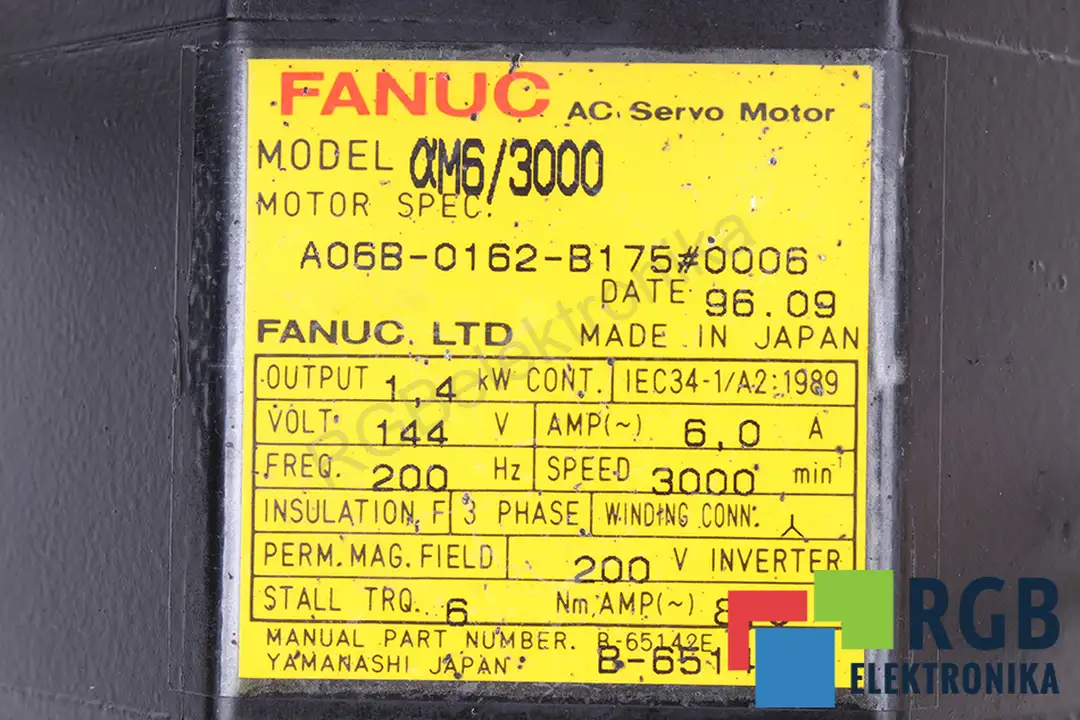 FANUC AC Servo Motor
MODEL αM6/3000
MOTOR SPEC.
A06B-0162-B175#0006
DATE 96.09
FANUC. LTD MADE IN JAPAN
OUTPUT 1,4 kW CONT. IEC34-1/A2:1989
VOLT. 144 V AMP(~) 6,0 A
FREQ. 200 Hz SPEED 3000 min-1
INSULATION F 3 PHASE WINDING CONN.
PERM. MAG. FIELD 200 V INVERTER
STALL TRQ. 6 Nm, AMP(~)
MANUAL PART NUMBER. B-65142E
YAMANASHI JAPAN
RGBelektronika
RGB
ELEKTRONIKA